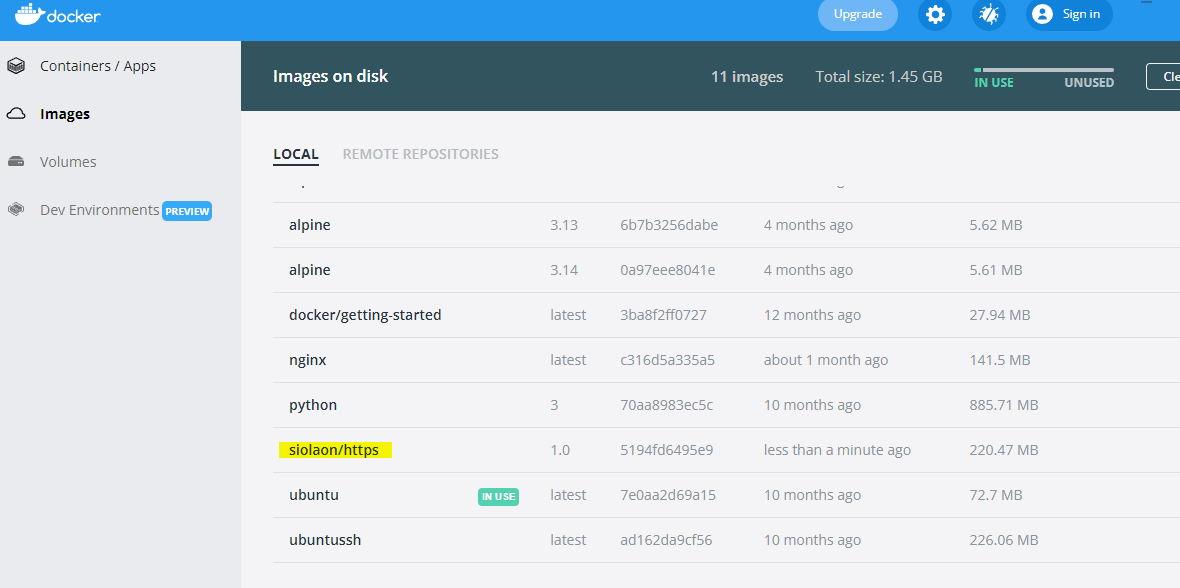 docker
Upgrade
Sign in
Containers / Apps
Images
Volumes
Dev Environments PREVIEW
Images on disk
11 images
Total size: 1.45 GB
IN USE
UNUSED
LOCAL
REMOTE REPOSITORIES
alpine 3.13 6b7b3256dabe 4 months ago 5.62 MB
alpine 3.14 0a97eee8041e 4 months ago 5.61 MB
docker/getting-started latest 3ba8f2ff0727 12 months ago 27.94 MB
nginx latest c316d5a335a5 about 1 month ago 141.5 MB
python 3 70aa8983ec5c 10 months ago 885.71 MB
siolaon/https 1.0 5194fd6495e9 less than a minute ago 220.47 MB
ubuntu IN USE latest 7e0aa2d69a15 10 months ago 72.7 MB
ubuntussh latest ad162da9cf56 10 months ago 226.06 MB